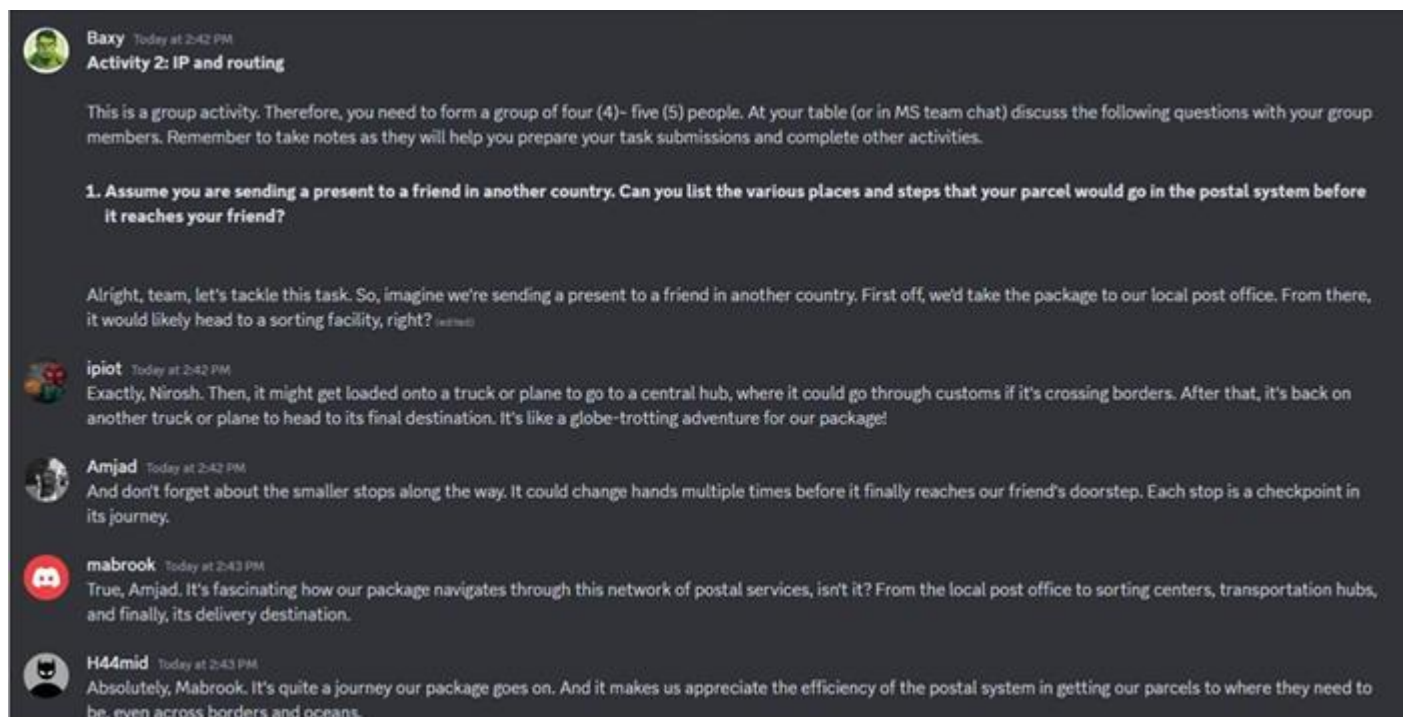 Baxy Today at 2:42 PM
Activity 2: IP and routing
This is a group activity. Therefore, you need to form a group of four (4)- five (5) people. At your table (or in MS team chat) discuss the following questions with your group
members. Remember to take notes as they will help you prepare your task submissions and complete other activities.
1. Assume you are sending a present to a friend in another country. Can you list the various places and steps that your parcel would go in the postal system before
it reaches your friend?
Alright, team, let's tackle this task. So, imagine we're sending a present to a friend in another country. First off, we'd take the package to our local post office. From there,
it would likely head to a sorting facility, right? (edited)
ipiot Today at 2:42 PM
Exactly, Nirosh. Then, it might get loaded onto a truck or plane to go to a central hub, where it could go through customs if it's crossing borders. After that, it's back on
another truck or plane to head to its final destination. It's like a globe-trotting adventure for our package!
Amjad Today at 2:42 PM
And don't forget about the smaller stops along the way. It could change hands multiple times before it finally reaches our friend's doorstep. Each stop is a checkpoint in
its journey.
mabrook Today at 2:43 PM
True, Amjad. It's fascinating how our package navigates through this network of postal services, isn't it? From the local post office to sorting centers, transportation hubs,
and finally, its delivery destination.
H44mid Today at 2:43 PM
Absolutely, Mabrook. It's quite a journey our package goes on. And it makes us appreciate the efficiency of the postal system in getting our parcels to where they need to
be, even across borders and oceans.